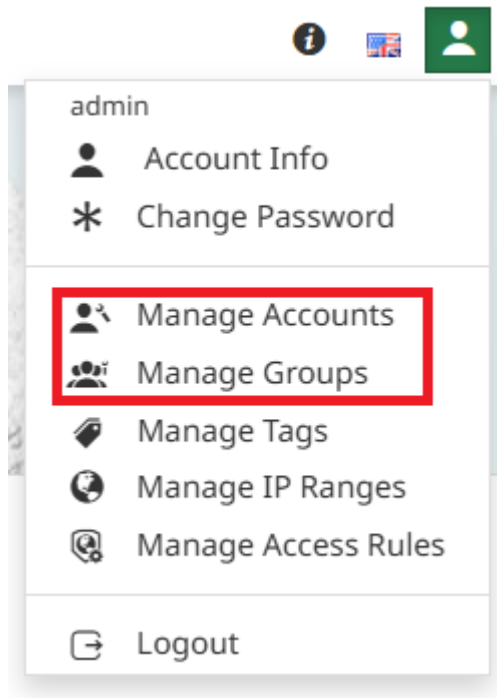 admin
Account Info
Change Password
Manage Accounts
Manage Groups
Manage Tags
Manage IP Ranges
Manage Access Rules
Logout